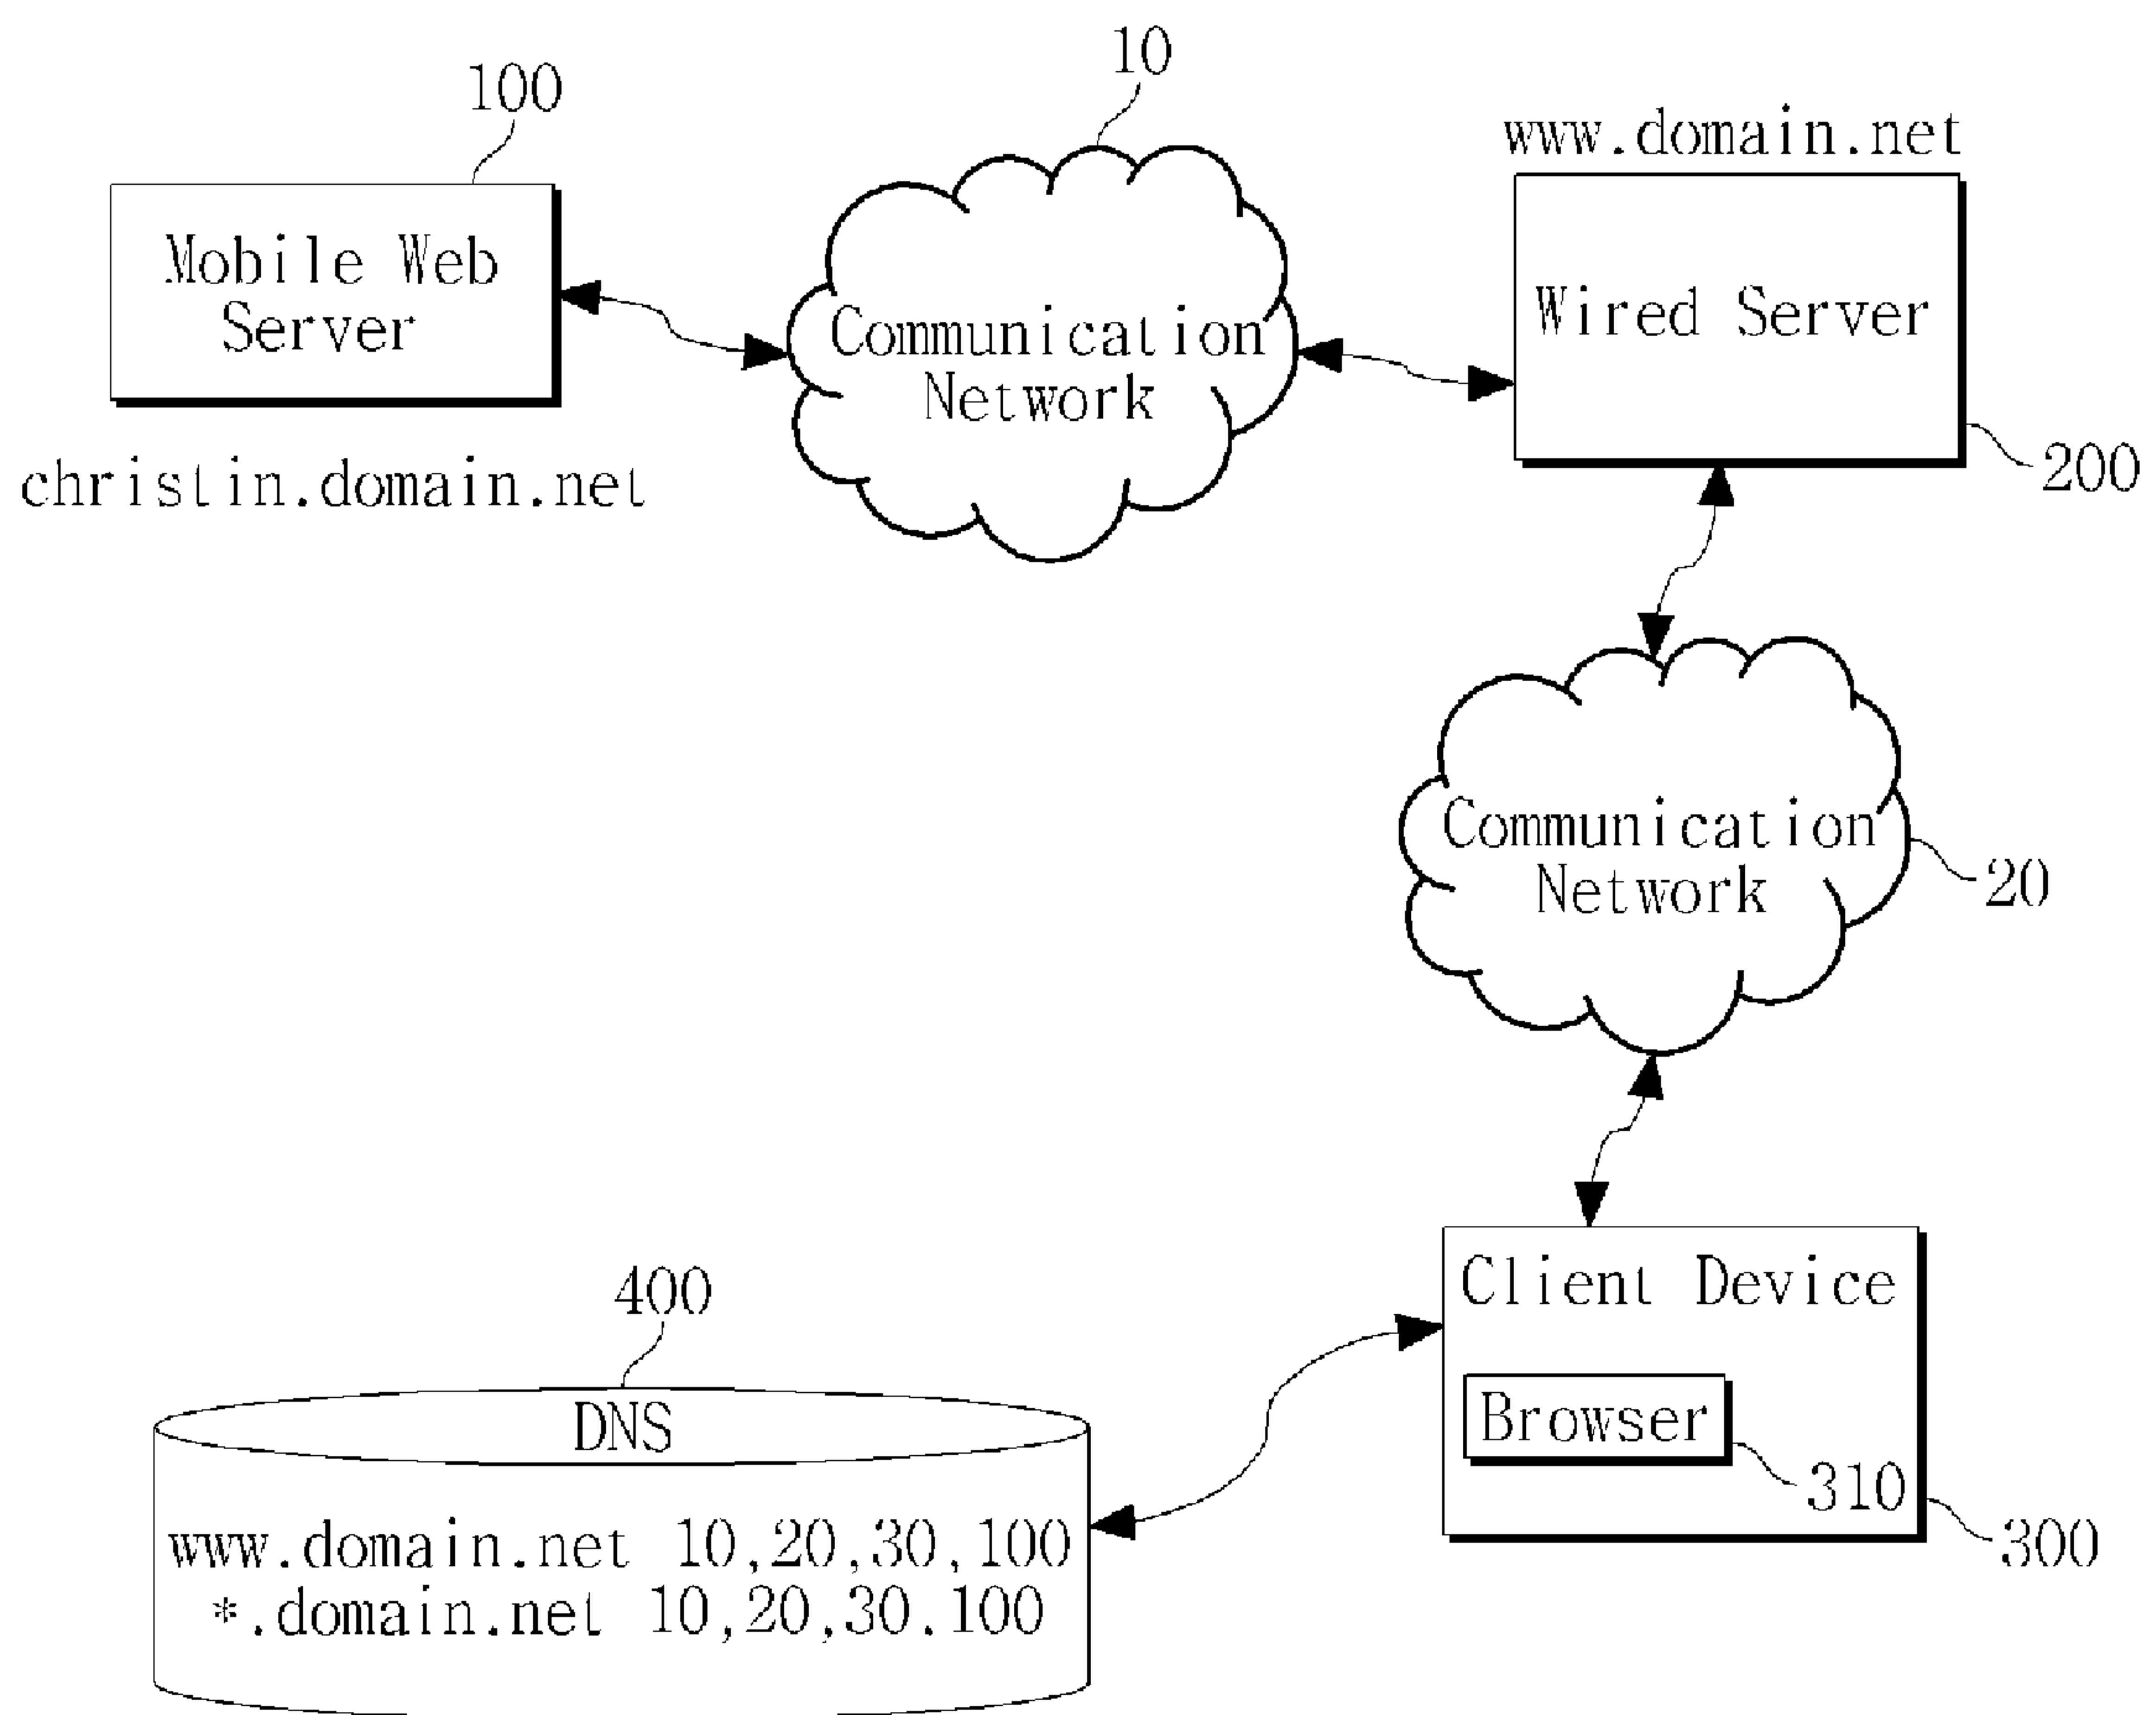 10
100
www.domain.net
Mobile Web
Server
Communication
Network
Wired Server
200
christin.domain.net
Communication
Network
20
Client Device
400
DNS
Browser
310
300
www.domain.net 10,20,30,100
*.domain.net 10,20,30.100